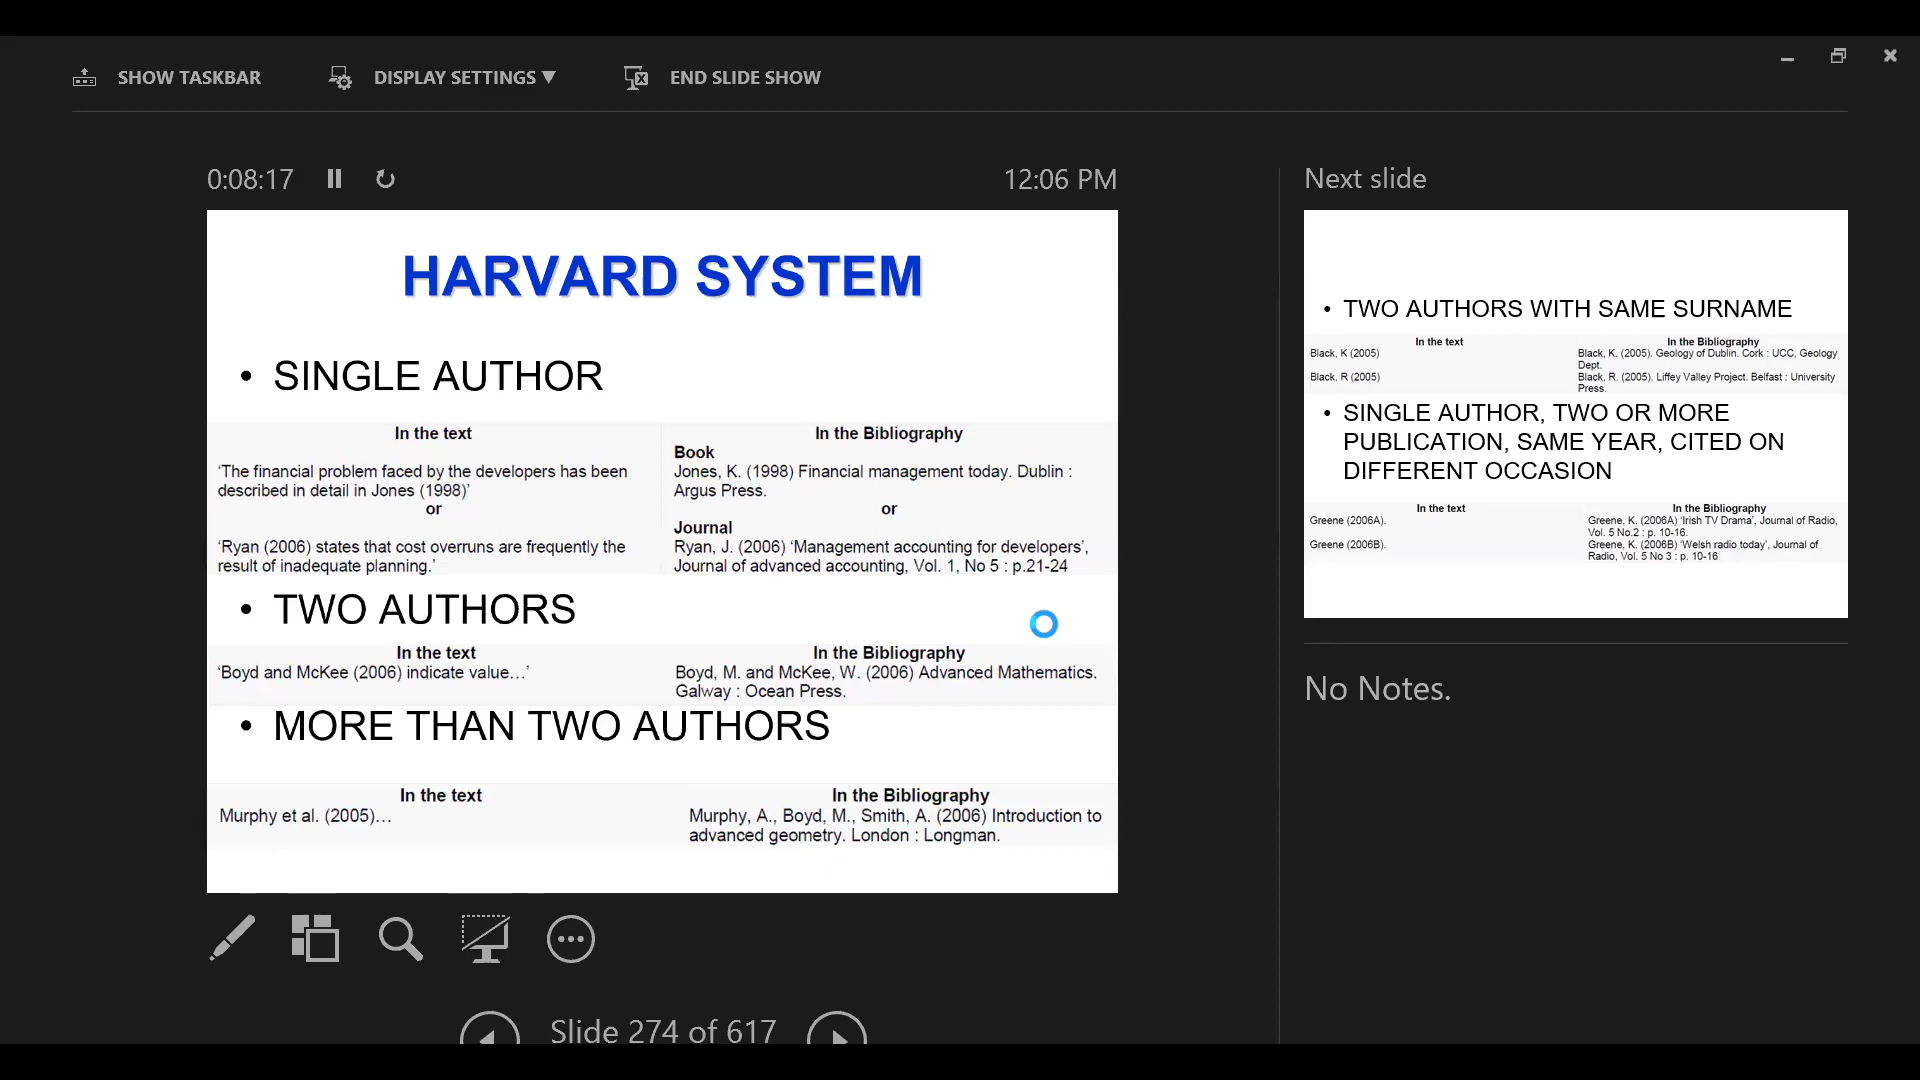 SHOW TASKBAR
DISPLAY SETTINGS ▼
END SLIDE SHOW
0:08:17
12:06 PM
HARVARD SYSTEM
• SINGLE AUTHOR
In the text
‘The financial problem faced by the developers has been
described in detail in Jones (1998)’
or
‘Ryan (2006) states that cost overruns are frequently the
result of inadequate planning.’
In the Bibliography
Book
Jones, K. (1998) Financial management today. Dublin :
Argus Press.
or
Journal
Ryan, J. (2006) ‘Management accounting for developers’,
Journal of advanced accounting, Vol. 1, No 5 : p.21-24
• TWO AUTHORS
In the text
‘Boyd and McKee (2006) indicate value…’
In the Bibliography
Boyd, M. and McKee, W. (2006) Advanced Mathematics.
Galway : Ocean Press.
• MORE THAN TWO AUTHORS
In the text
Murphy et al. (2005)…
In the Bibliography
Murphy, A., Boyd, M., Smith, A. (2006) Introduction to
advanced geometry. London : Longman.
Slide 274 of 617
Next slide
• TWO AUTHORS WITH SAME SURNAME
In the text
Black, K (2005)
Black, R (2005)
In the Bibliography
Black, K. (2005). Geology of Dublin. Cork : UCC, Geology
Dept.
Black, R. (2005). Liffey Valley Project. Belfast : University
Press.
• SINGLE AUTHOR, TWO OR MORE
PUBLICATION, SAME YEAR, CITED ON
DIFFERENT OCCASION
In the text
Greene (2006A).
Greene (2006B).
In the Bibliography
Greene, K. (2006A) ‘Irish TV Drama’, Journal of Radio,
Vol. 5 No.2 : p. 10-16.
Greene, K. (2006B) ‘Welsh radio today’, Journal of
Radio, Vol. 5 No 3 : p. 10-16
No Notes.